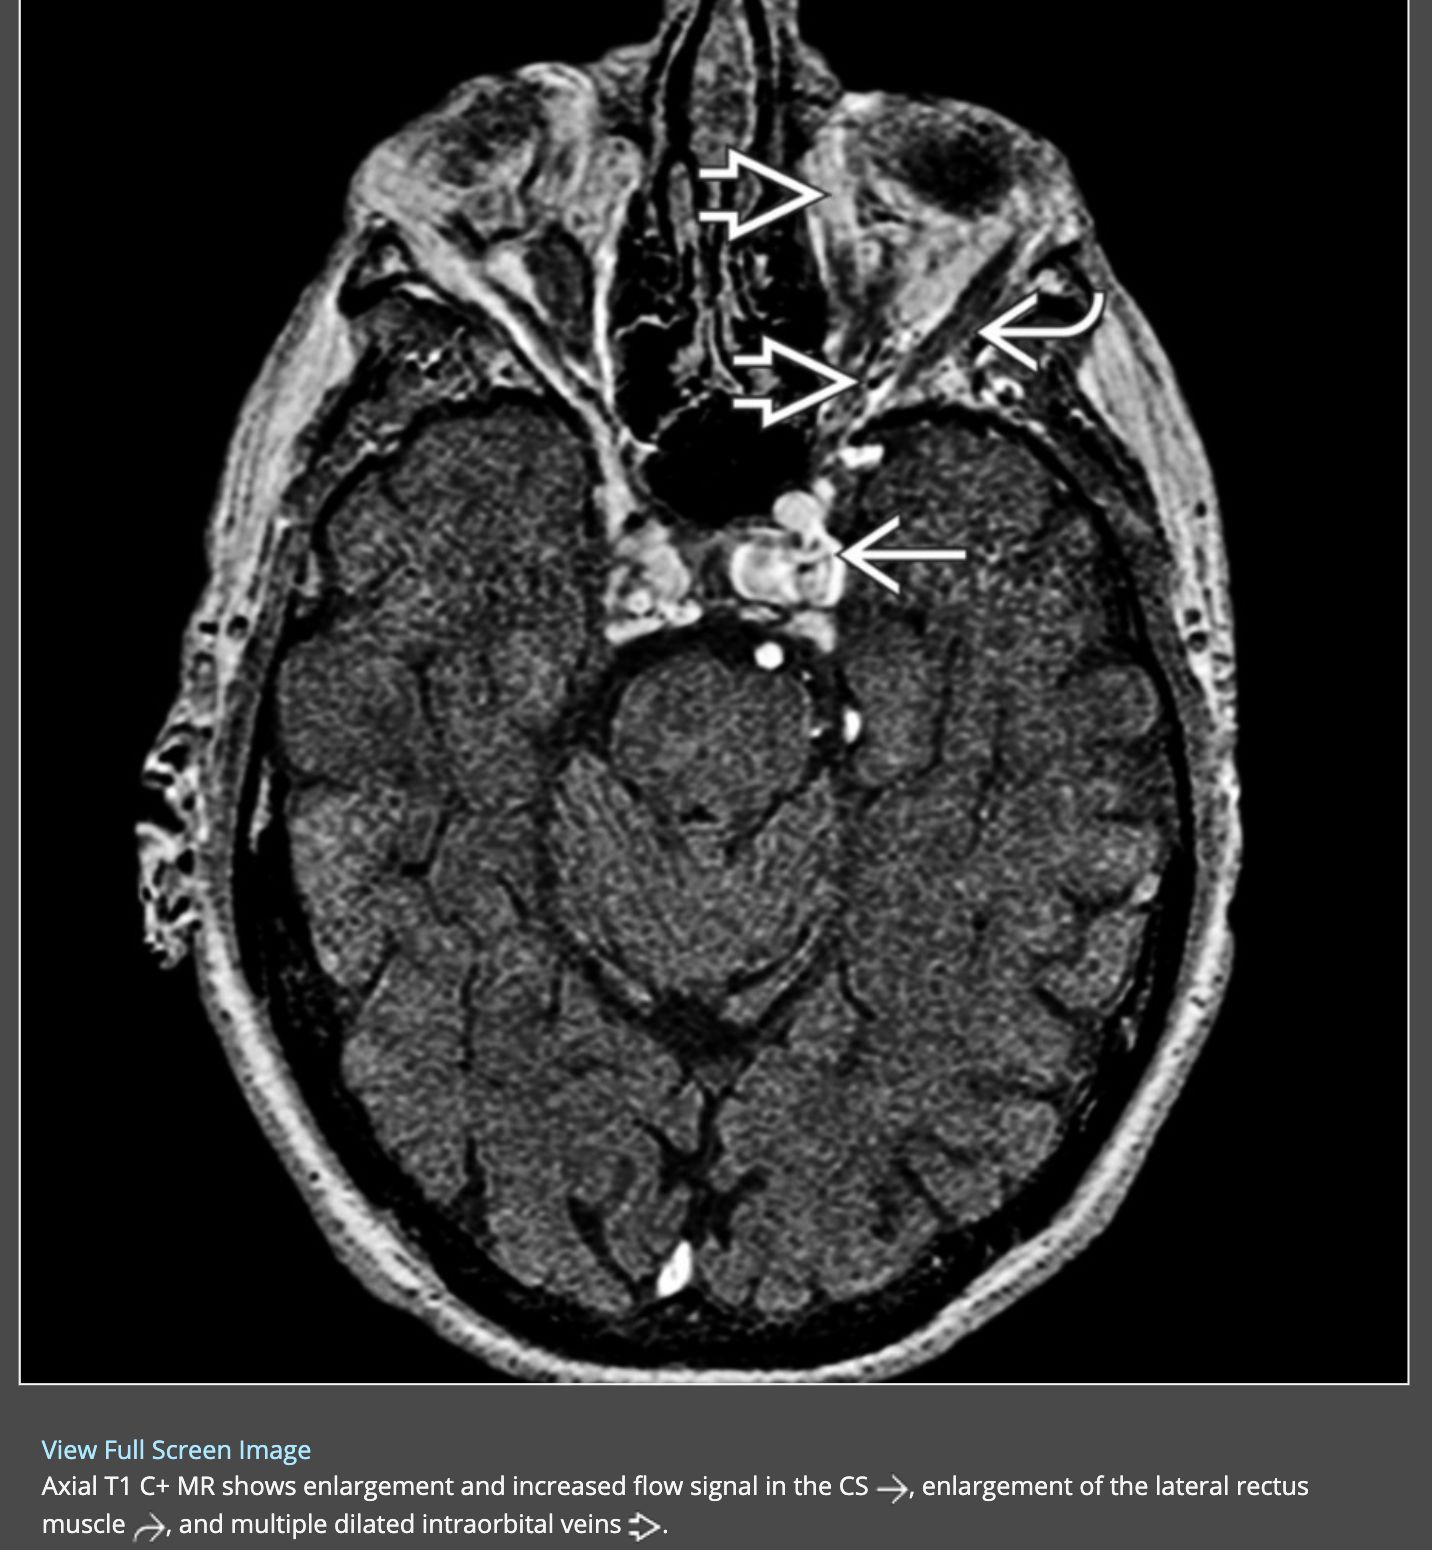 View Full Screen Image
Axial T1 C+ MR shows enlargement and increased flow signal in the CS →, enlargement of the lateral rectus
muscle ↷, and multiple dilated intraorbital veins ⇨.